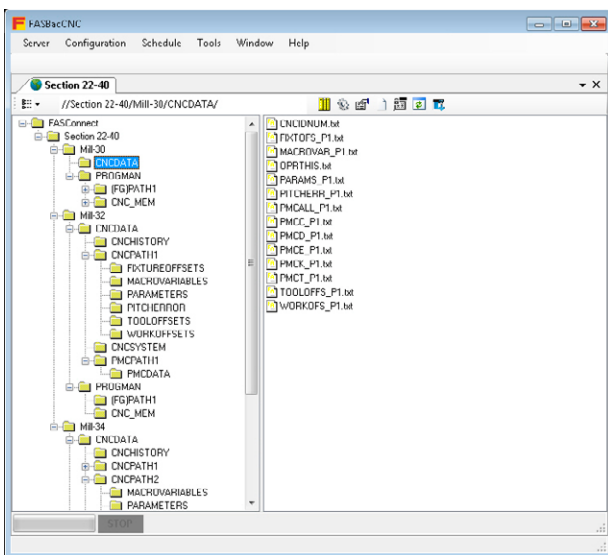 FASBacCNC
Server Configuration Schedule Tools Window Help
Section 22-40
//Section 22-40/Mill-30/CNCDATA/
FASConnect
Section 22-40
Mill-30
CNCDATA
PROGMAN
(FG)PATH1
CNC_MEM
Mill-32
CNCDATA
CNCHISTORY
CNCPATH1
FIXTUREOFFSETS
MACROVARIABLES
PARAMETERS
PITCHERROR
TOOLOFFSETS
WORKOFFSETS
CNCSYSTEM
PMCPATH1
PMCDATA
PROGMAN
(FG)PATH1
CNC_MEM
Mill-34
CNCDATA
CNCHISTORY
CNCPATH1
CNCPATH2
MACROVARIABLES
PARAMETERS
CNCIDNUM.txt
FIXTOFS_P1.txt
MACROVAR_P1.txt
OPRTHIS.txt
PARAMS_P1.txt
PITCHERR_P1.txt
PMCALL_P1.txt
PMCC_P1.txt
PMCD_P1.txt
PMCE_P1.txt
PMCK_P1.txt
PMCT_P1.txt
TOOLOFFS_P1.txt
WORKOFS_P1.txt
STOP